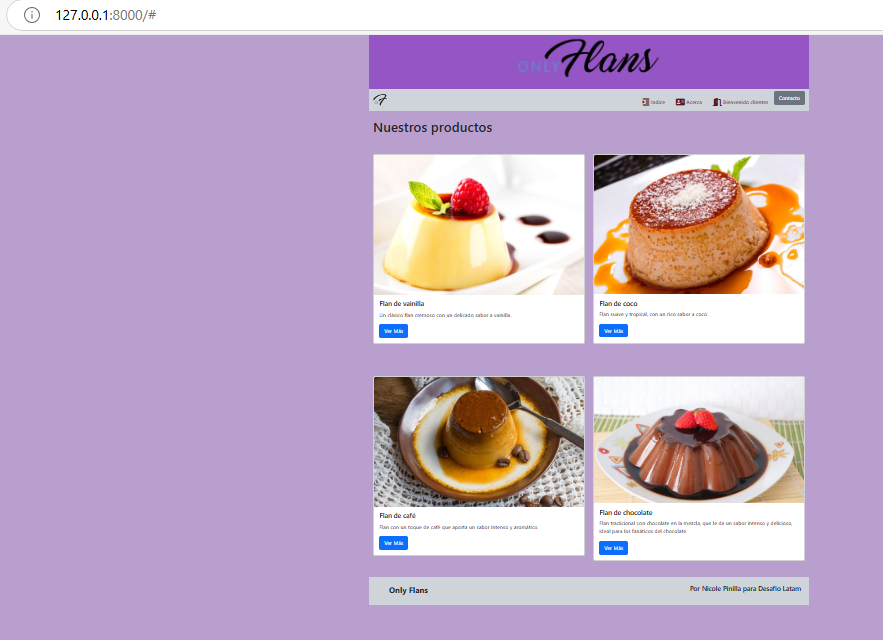 127.0.0.1:8000/#
ONLY Flans
Indice Acerca Bienvenido clientes Contacto
Nuestros productos
Flan de vainilla
Un clásico flan cremoso con un delicado sabor a vainilla.
Ver Más
Flan de coco
Flan suave y tropical, con un rico sabor a coco.
Ver Más
Flan de café
Flan con un toque de café que aporta un sabor intenso y aromático.
Ver Más
Flan de chocolate
Flan tradicional con chocolate en la mezcla, que le da un sabor intenso y delicioso,
ideal para los fanáticos del chocolate.
Ver Más
Only Flans
Por Nicole Pinilla para Desafío Latam